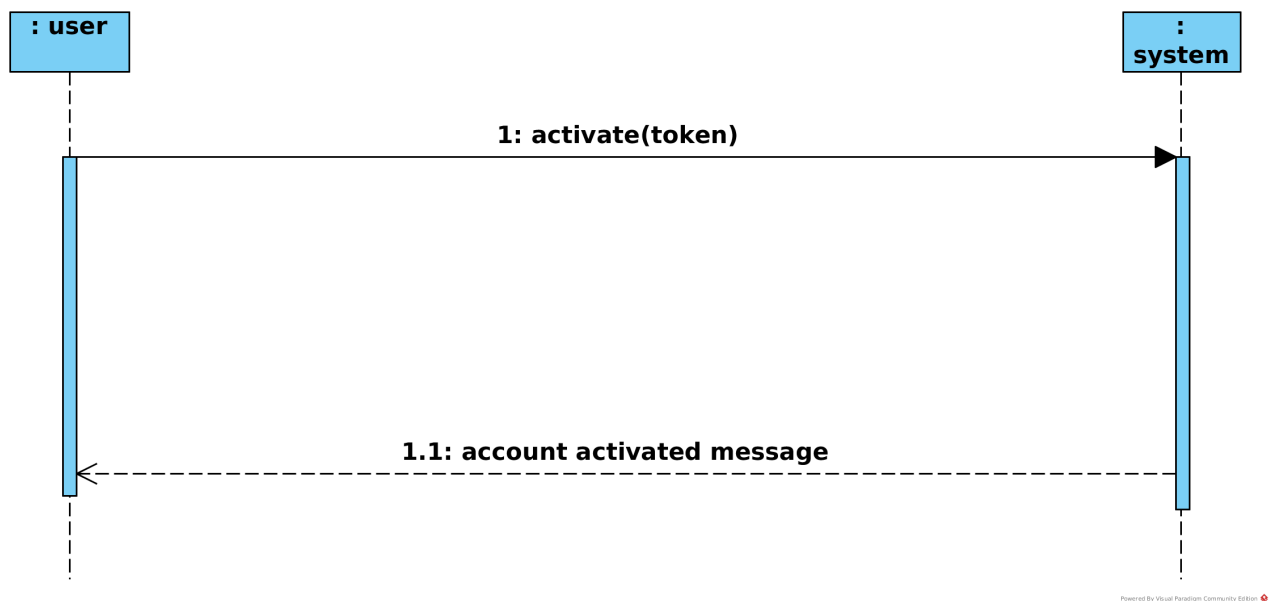 : user
:
system
1: activate(token)
1.1: account activated message
Powered By Visual Paradigm Community Edition